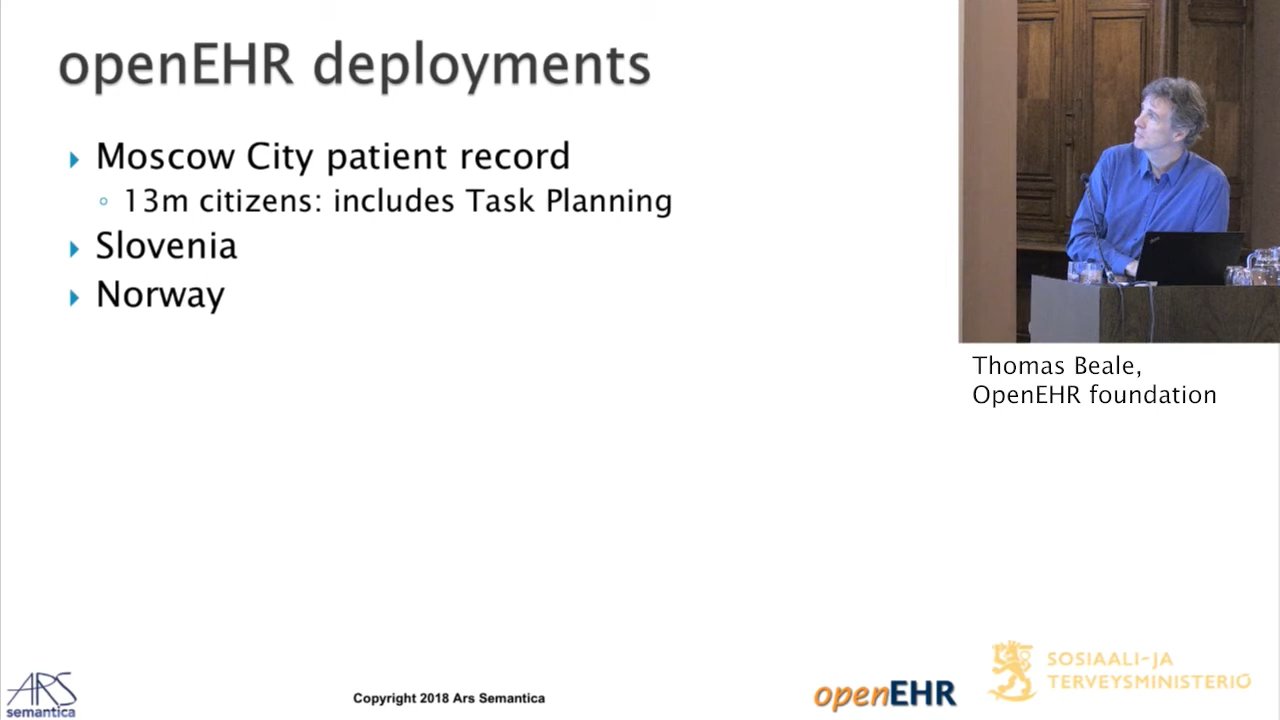 openEHR deployments
Moscow City patient record
13m citizens: includes Task Planning
Slovenia
Norway
Thomas Beale,
OpenEHR foundation
ARS
semantica
Copyright 2018 Ars Semantica
openEHR
SOSIAALI-JA
TERVEYSMINISTERIÖ